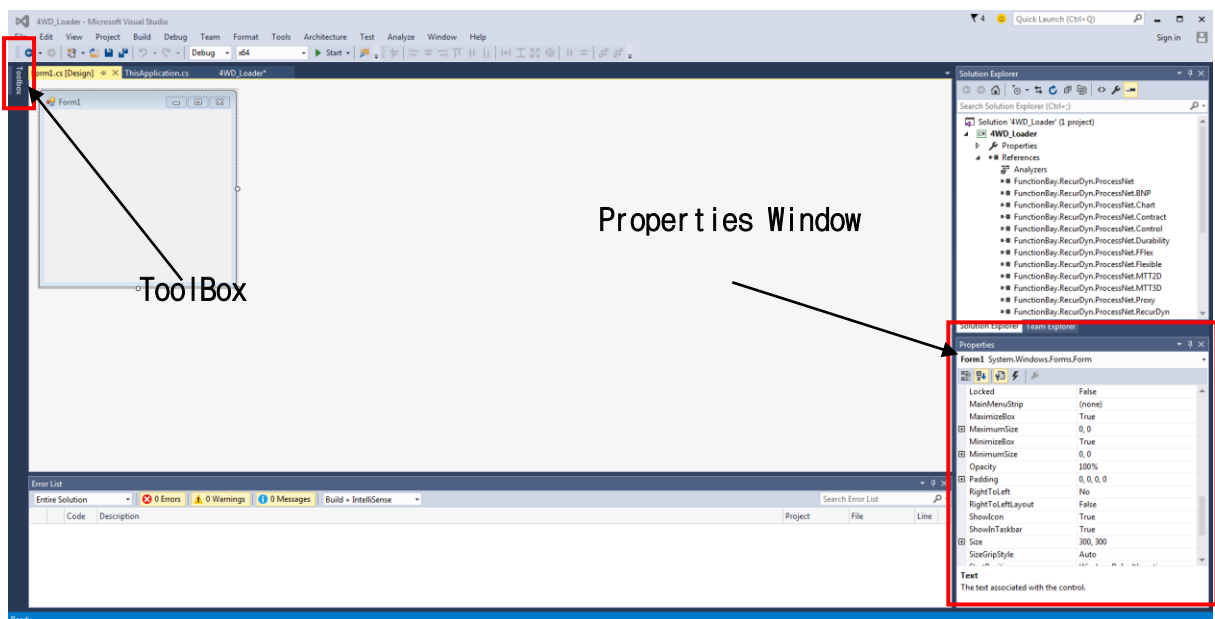 4WD_Loader - Microsoft Visual Studio
4
Quick Launch (Ctrl+Q)
File Edit View Project Build Debug Team Format Tools Architecture Test Analyze Window Help
Sign in
Debug x64 Start
Toolbox
Form1.cs [Design] ThisApplication.cs 4WD_Loader*
Form1
ToolBox
Properties Window
Solution Explorer
Search Solution Explorer (Ctrl+;)
Solution '4WD_Loader' (1 project)
4WD_Loader
Properties
References
Analyzers
FunctionBay.RecurDyn.ProcessNet
FunctionBay.RecurDyn.ProcessNet.BNP
FunctionBay.RecurDyn.ProcessNet.Chart
FunctionBay.RecurDyn.ProcessNet.Contract
FunctionBay.RecurDyn.ProcessNet.Control
FunctionBay.RecurDyn.ProcessNet.Durability
FunctionBay.RecurDyn.ProcessNet.FFlex
FunctionBay.RecurDyn.ProcessNet.Flexible
FunctionBay.RecurDyn.ProcessNet.MTT2D
FunctionBay.RecurDyn.ProcessNet.MTT3D
FunctionBay.RecurDyn.ProcessNet.Proxy
FunctionBay.RecurDyn.ProcessNet.RecurDyn
Solution Explorer Team Explorer
Properties
Form1 System.Windows.Forms.Form
Locked False
MainMenuStrip (none)
MaximizeBox True
MaximumSize 0, 0
MinimizeBox True
MinimumSize 0, 0
Opacity 100%
Padding 0, 0, 0, 0
RightToLeft No
RightToLeftLayout False
ShowIcon True
ShowInTaskbar True
Size 300, 300
SizeGripStyle Auto
Text
The text associated with the control.
Error List
Entire Solution 0 Errors 0 Warnings 0 Messages Build + IntelliSense
Search Error List
Code Description Project File Line